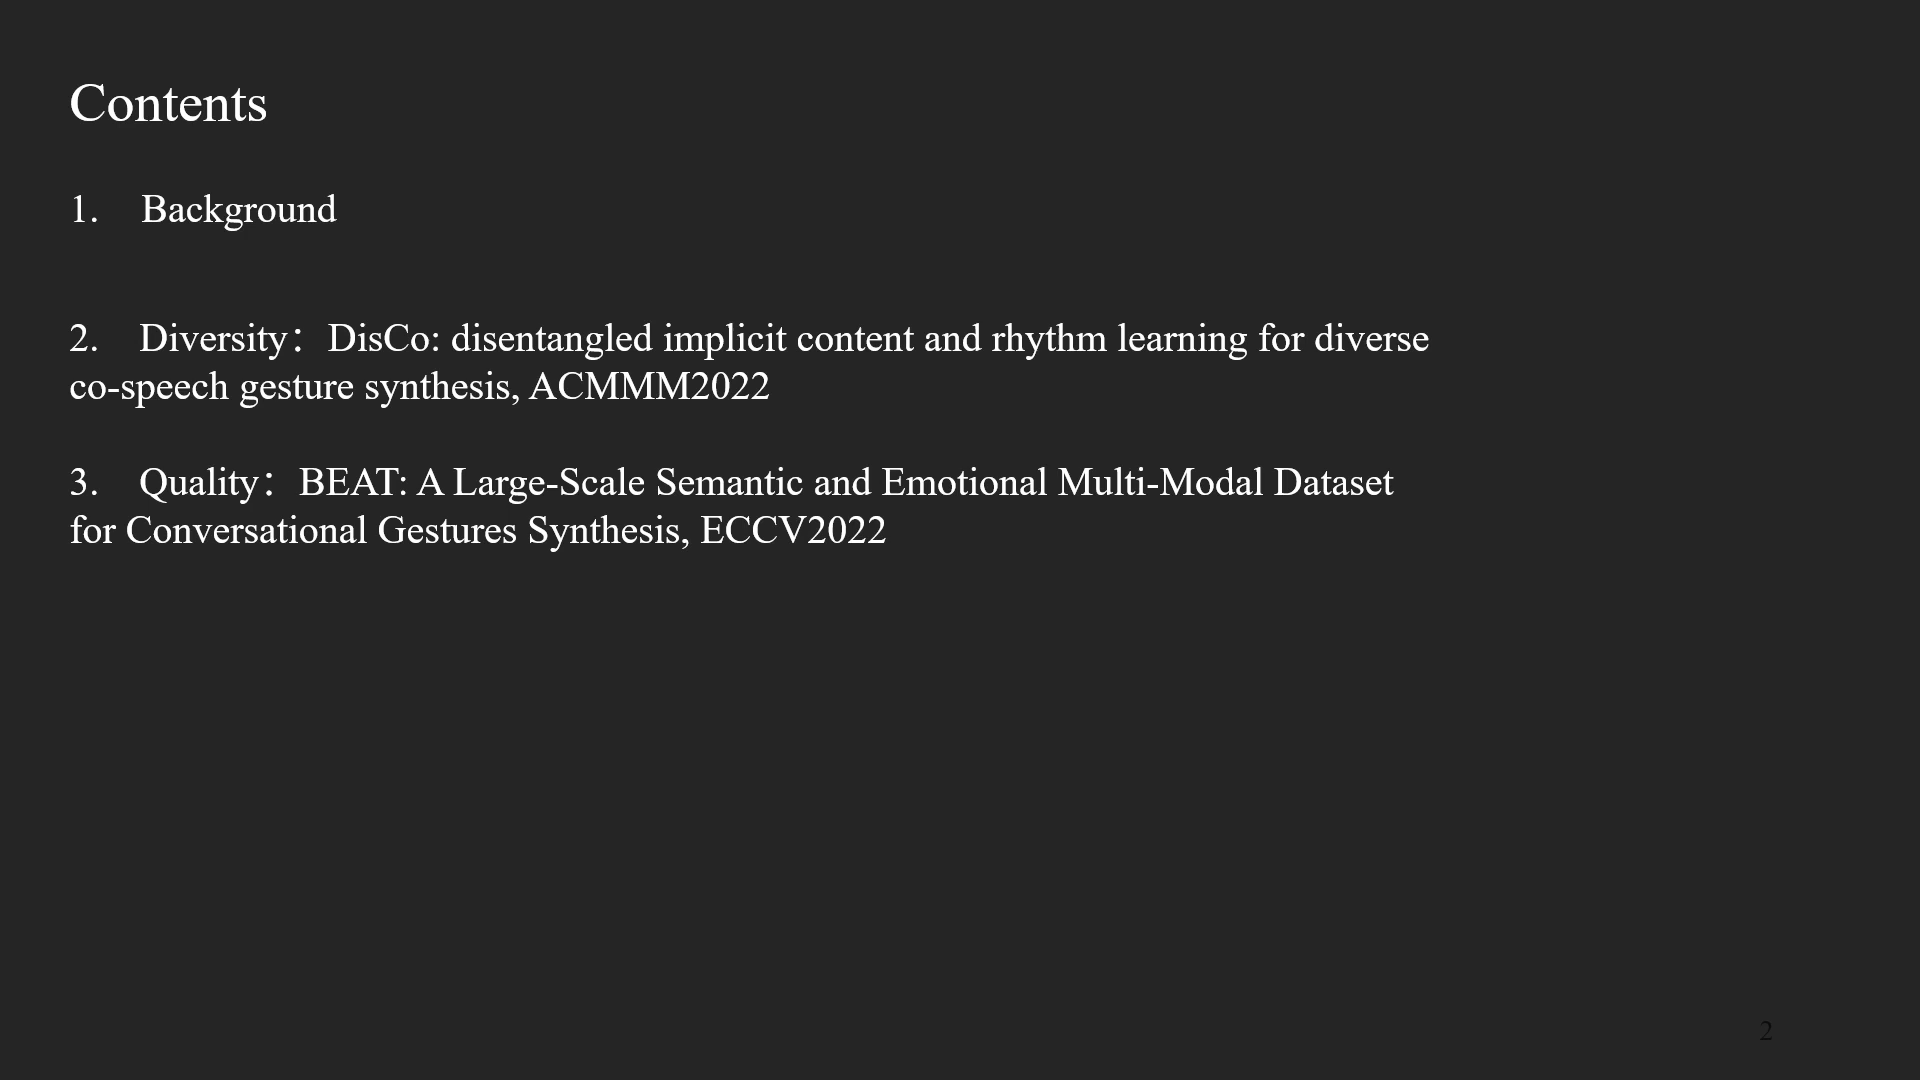 Contents
1. Background
2. Diversity：DisCo: disentangled implicit content and rhythm learning for diverse
co-speech gesture synthesis, ACMMM2022
3. Quality：BEAT: A Large-Scale Semantic and Emotional Multi-Modal Dataset
for Conversational Gestures Synthesis, ECCV2022
2